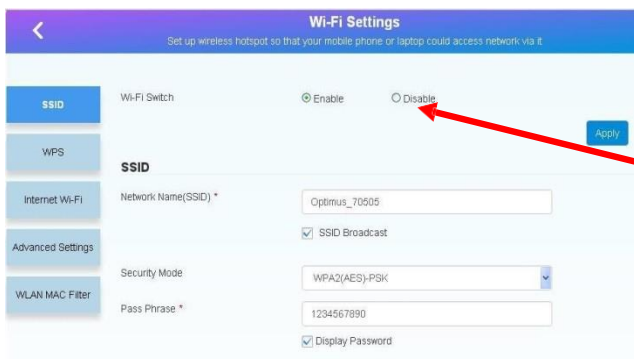 Wi-Fi Settings
Set up wireless hotspot so that your mobile phone or laptop could access network via it
SSID
WPS
Internet Wi-Fi
Advanced Settings
WLAN MAC Filter
Wi-Fi Switch
Enable Disable
Apply
SSID
Network Name(SSID) * Optimus_70505
SSID Broadcast
Security Mode WPA2(AES)-PSK
Pass Phrase * 1234567890
Display Password